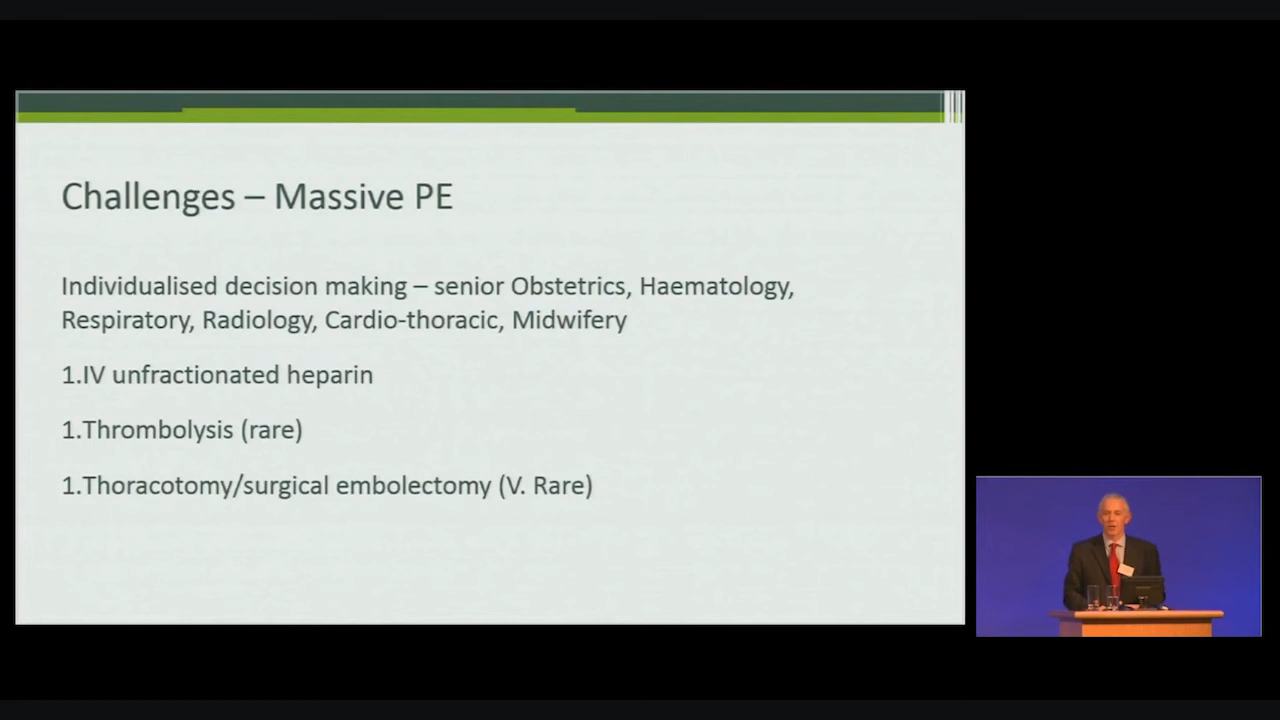 Challenges – Massive PE
Individualised decision making – senior Obstetrics, Haematology,
Respiratory, Radiology, Cardio-thoracic, Midwifery
1.IV unfractionated heparin
1.Thrombolysis (rare)
1.Thoracotomy/surgical embolectomy (V. Rare)